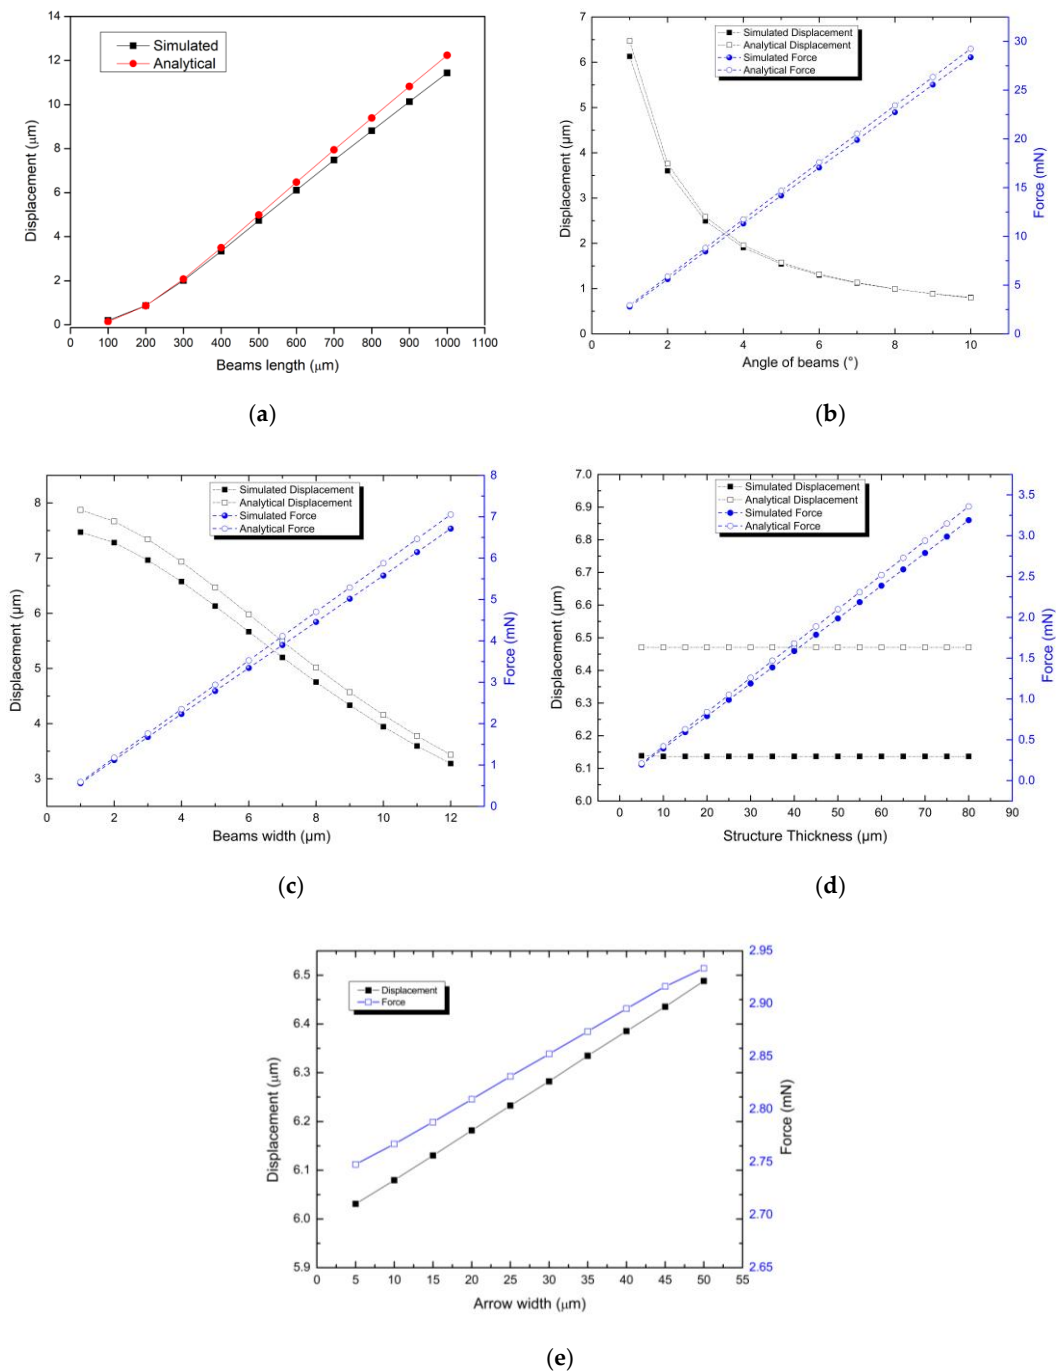 14
12
10
8
6
4
2
0
Displacement (μm)
Simulated
Analytical
0 100 200 300 400 500 600 700 800 900 1000 1100
Beams length (μm)
(a)
7
6
5
4
3
2
1
0
Displacement (μm)
Simulated Displacement
Analytical Displacement
Simulated Force
Analytical Force
30
25
20
15
10
5
0
Force (mN)
0 2 4 6 8 10
Angle of beams (°)
(b)
8
7
6
5
4
3
Displacement (μm)
Simulated Displacement
Analytical Displacement
Simulated Force
Analytical Force
8
7
6
5
4
3
2
1
0
Force (mN)
0 2 4 6 8 10 12
Beams width (μm)
(c)
7.0
6.9
6.8
6.7
6.6
6.5
6.4
6.3
6.2
6.1
6.0
Displacement (μm)
Simulated Displacement
Analytical Displacement
Simulated Force
Analytical Force
3.5
3.0
2.5
2.0
1.5
1.0
0.5
0.0
Force (mN)
0 10 20 30 40 50 60 70 80 90
Structure Thickness (μm)
(d)
6.5
6.4
6.3
6.2
6.1
6.0
5.9
Displacement (μm)
Displacement
Force
2.95
2.90
2.85
2.80
2.75
2.70
2.65
Force (mN)
0 5 10 15 20 25 30 35 40 45 50 55
Arrow width (μm)
(e)